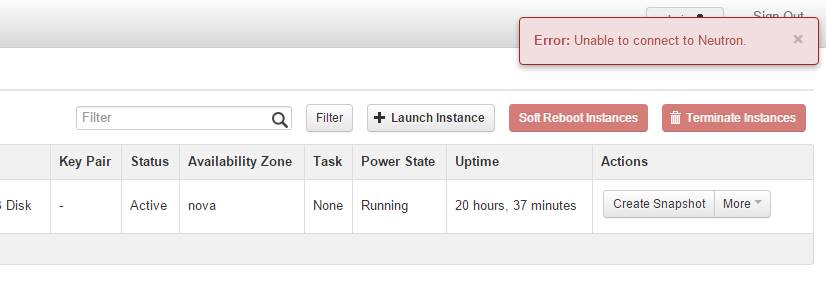 Sign Out
Error: Unable to connect to Neutron. ×
Filter Filter Launch Instance Soft Reboot Instances Terminate Instances
Key Pair Status Availability Zone Task Power State Uptime Actions
Disk - Active nova None Running 20 hours, 37 minutes Create Snapshot More